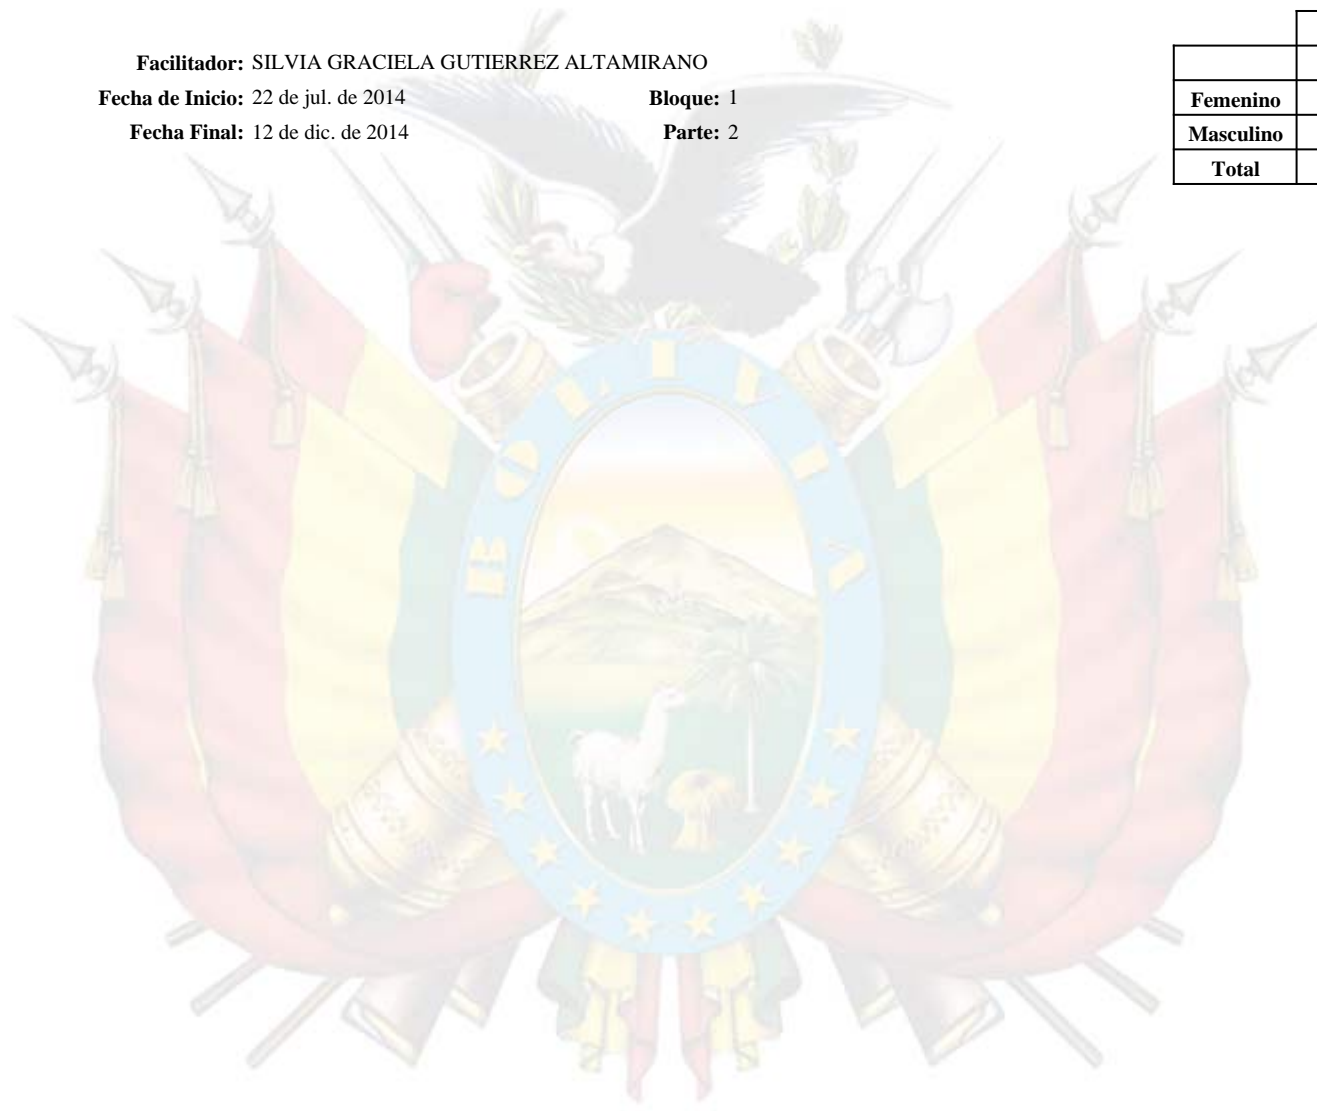 Facilitador: SILVIA GRACIELA GUTIERREZ ALTAMIRANO
Fecha de Inicio: 22 de jul. de 2014 Bloque: 1
Fecha Final: 12 de dic. de 2014 Parte: 2
Femenino
Masculino
Total
BOLIVIA